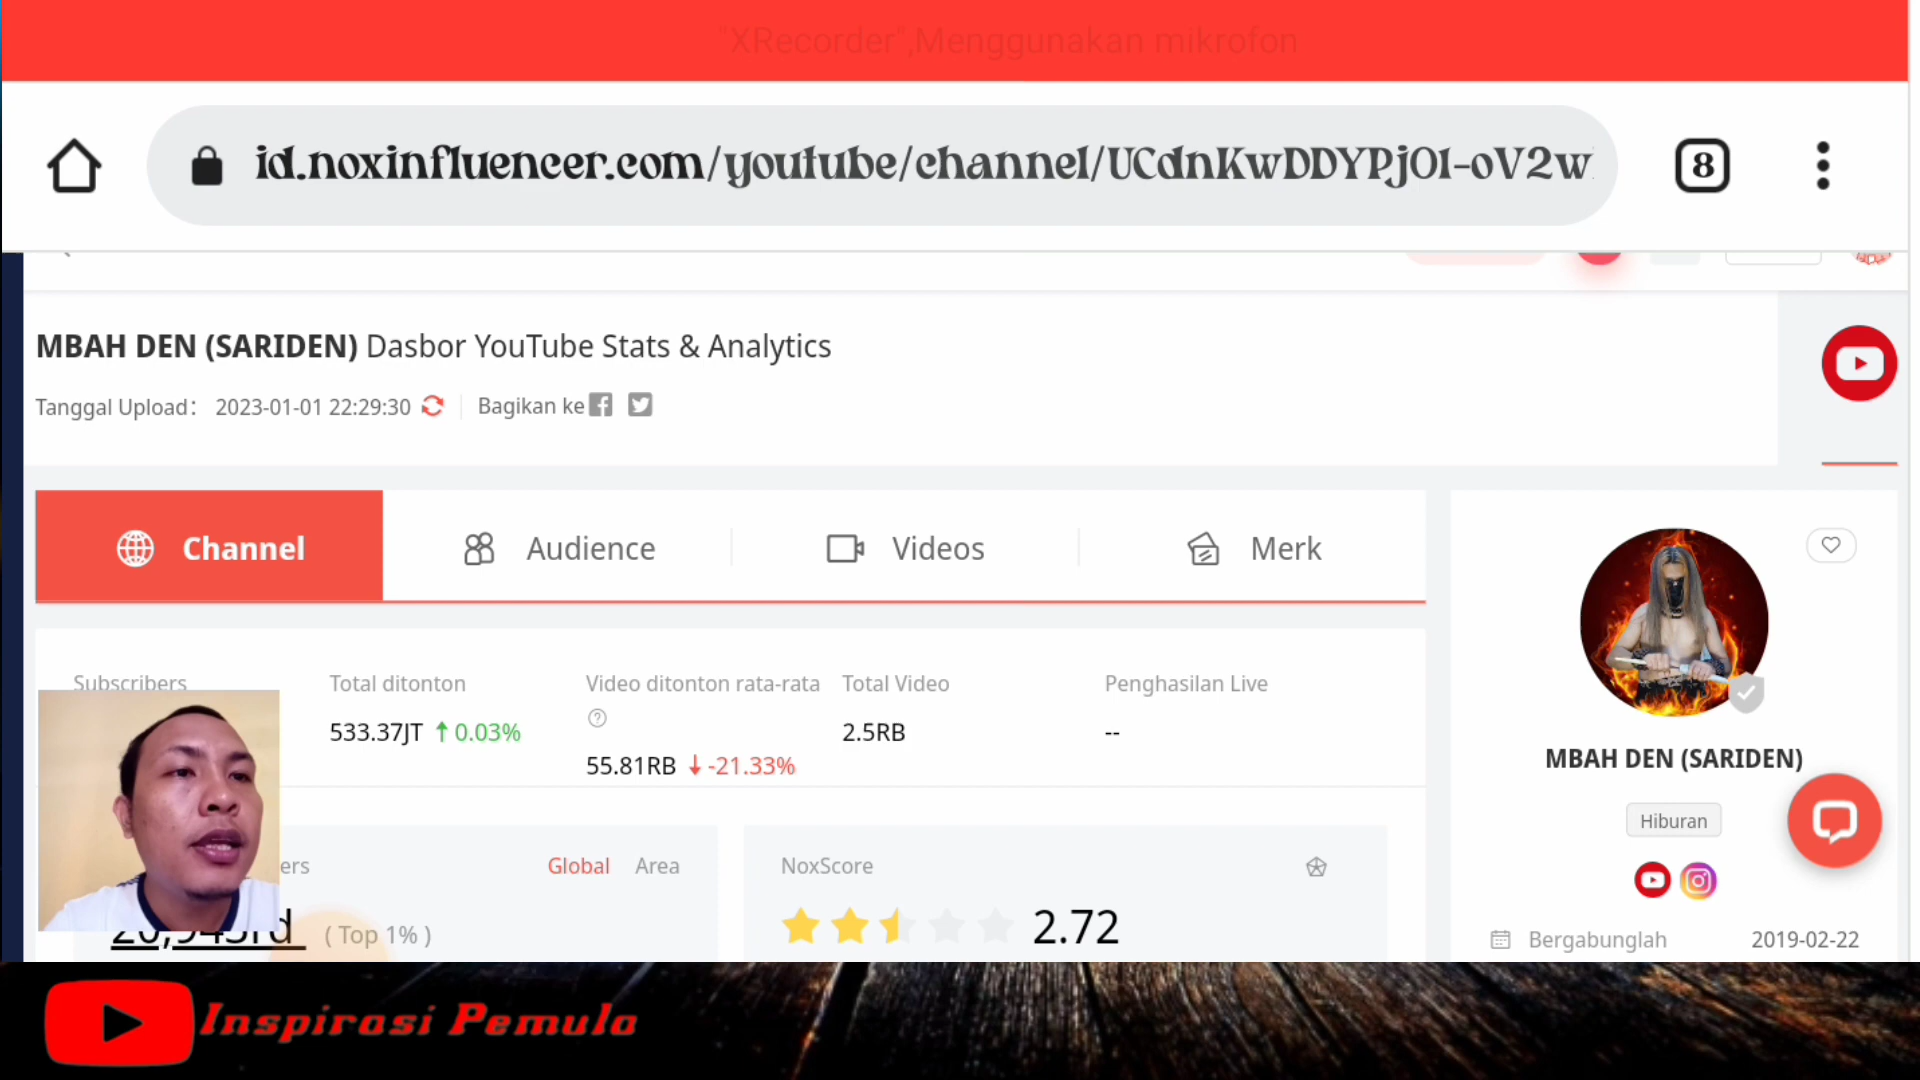 "XRecorder",Menggunakan mikrofon
id.noxinfluencer.com/youtube/channel/UCdnKwDDYPjO1-oV2w
8
MBAH DEN (SARIDEN) Dasbor YouTube Stats & Analytics
Tanggal Upload: 2023-01-01 22:29:30 Bagikan ke
Channel Audience Videos Merk
Subscribers Total ditonton Video ditonton rata-rata Total Video Penghasilan Live
533.37JT ↑ 0.03% 2.5RB --
55.81RB ↓ -21.33%
MBAH DEN (SARIDEN)
Hiburan
ers Global Area NoxScore
( Top 1% ) 2.72
Bergabunglah 2019-02-22
Inspirasi Pemula